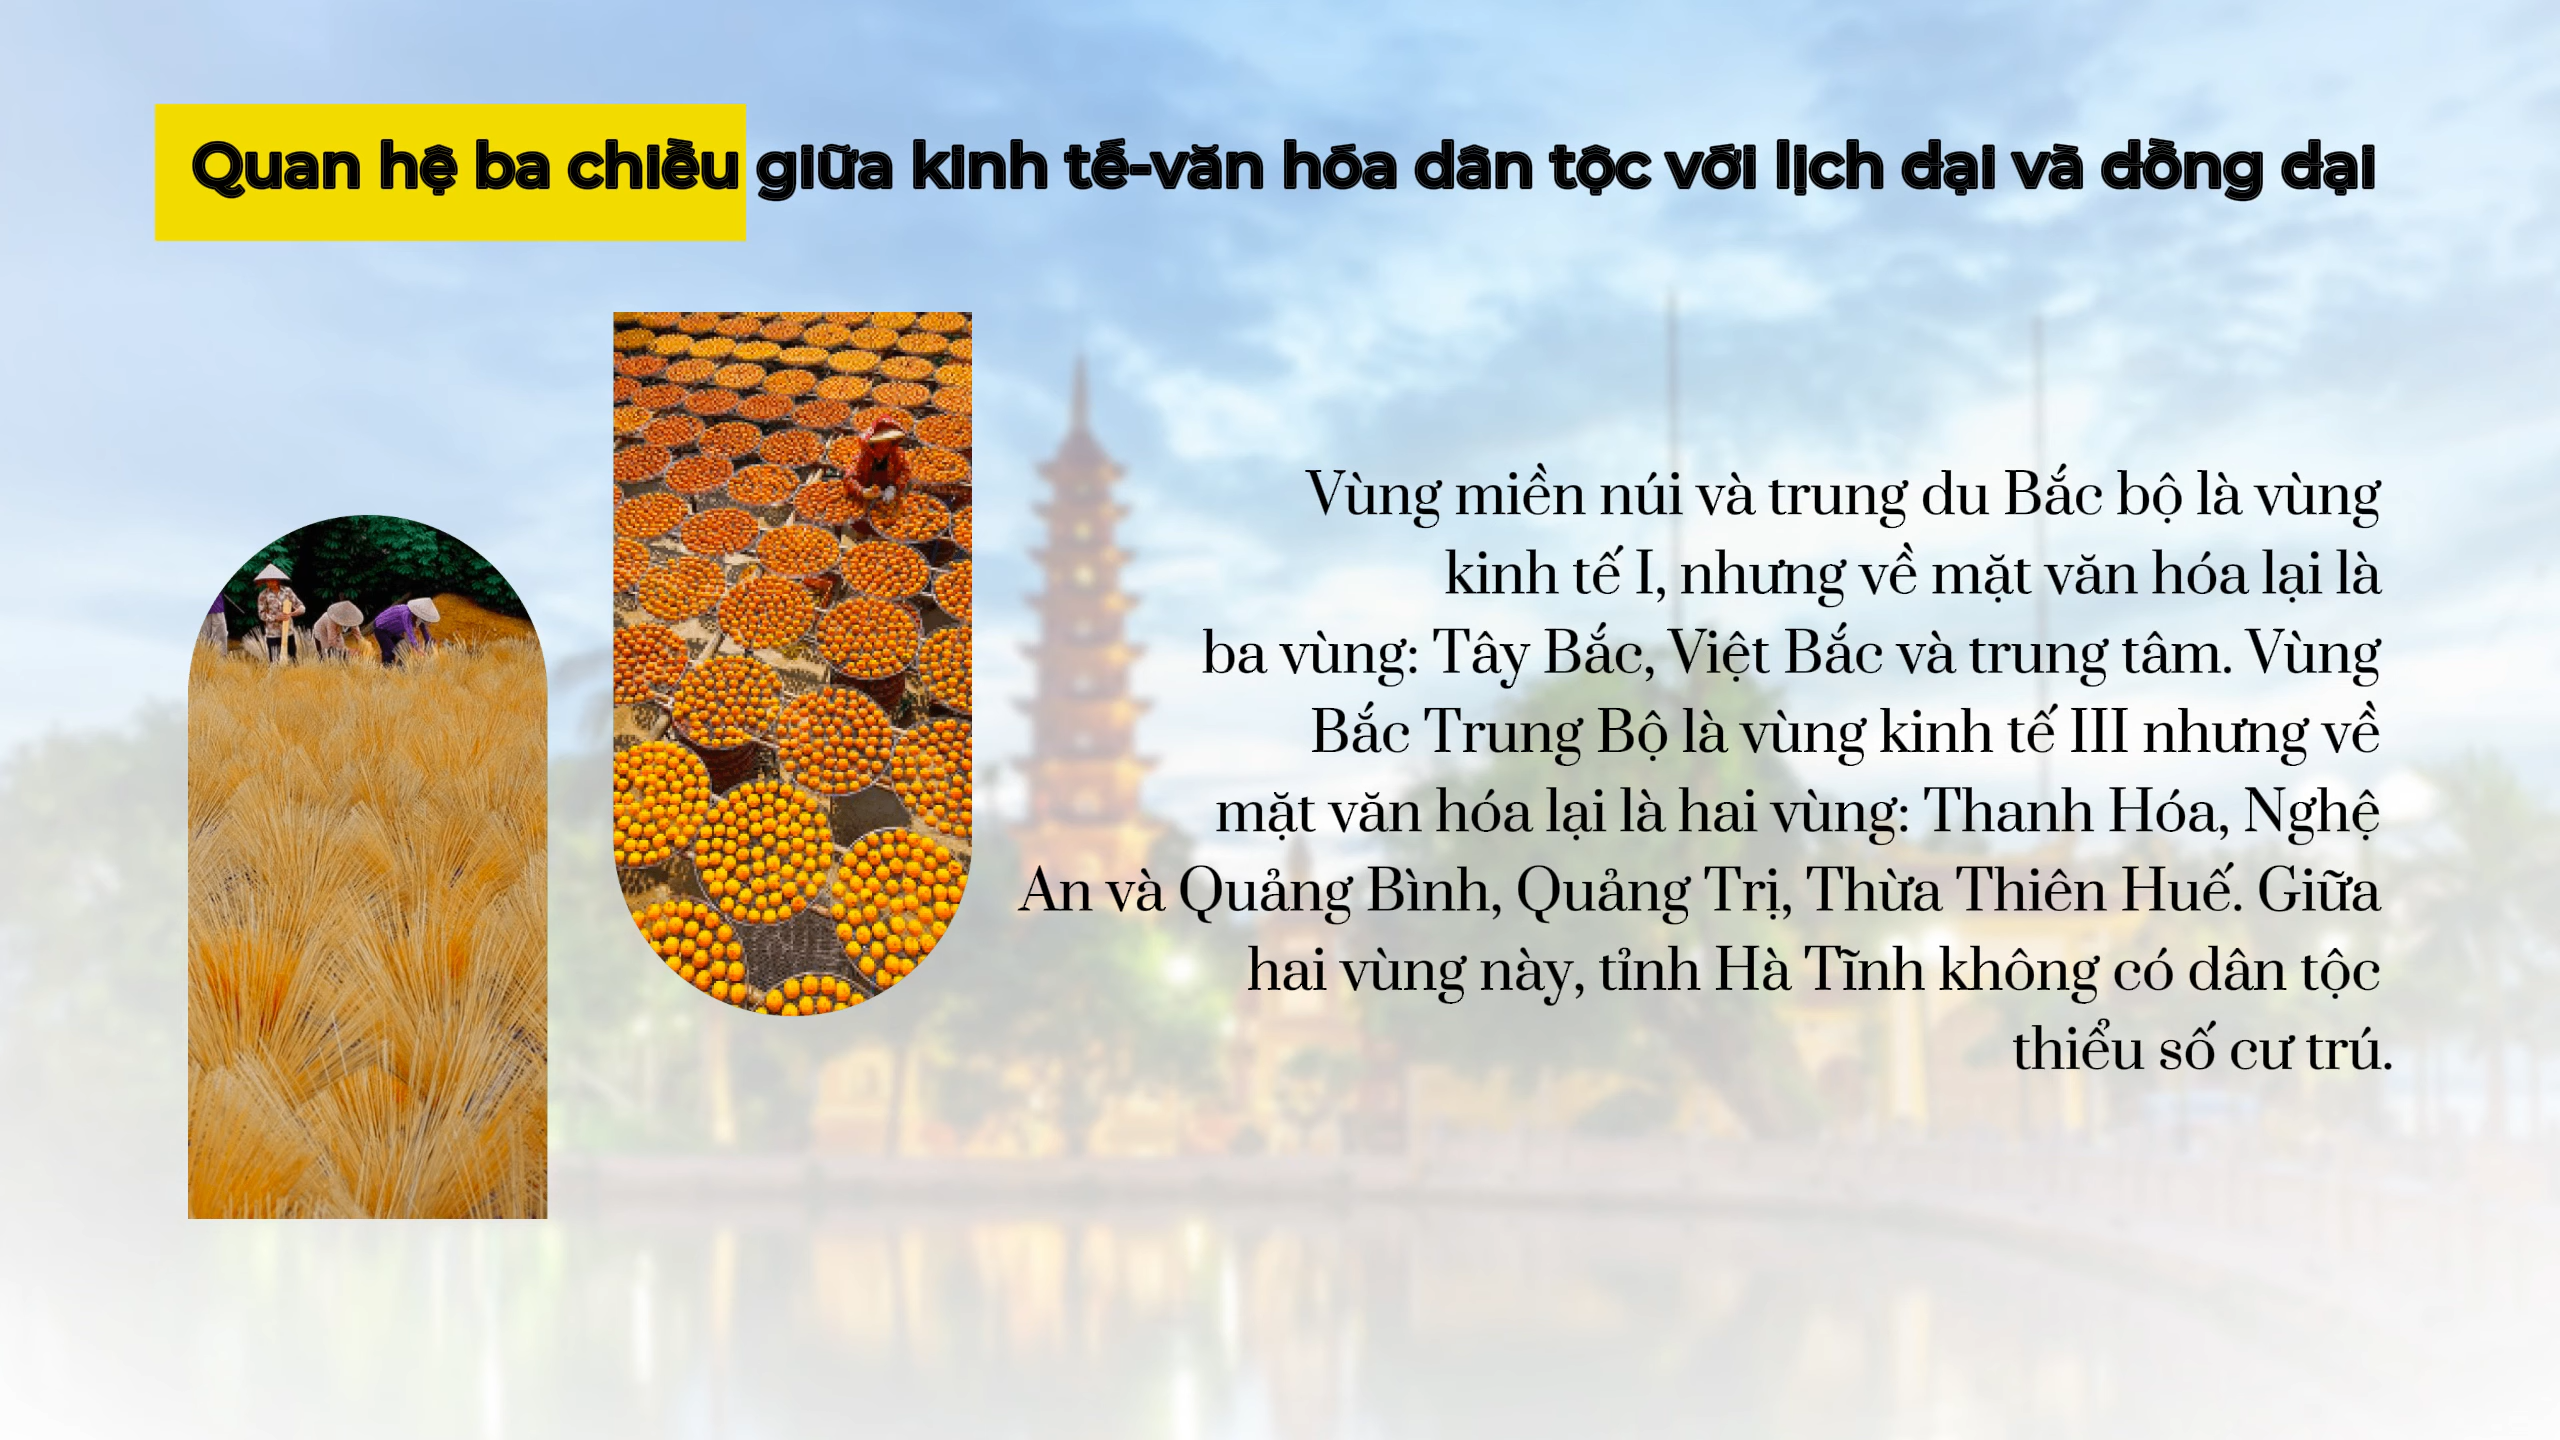 Quan hệ ba chiều giữa kinh tế-văn hóa dân tộc với lịch đại và đồng đại
Vùng miền núi và trung du Bắc bộ là vùng
kinh tế I, nhưng về mặt văn hóa lại là
ba vùng: Tây Bắc, Việt Bắc và trung tâm. Vùng
Bắc Trung Bộ là vùng kinh tế III nhưng về
mặt văn hóa lại là hai vùng: Thanh Hóa, Nghệ
An và Quảng Bình, Quảng Trị, Thừa Thiên Huế. Giữa
hai vùng này, tỉnh Hà Tĩnh không có dân tộc
thiểu số cư trú.